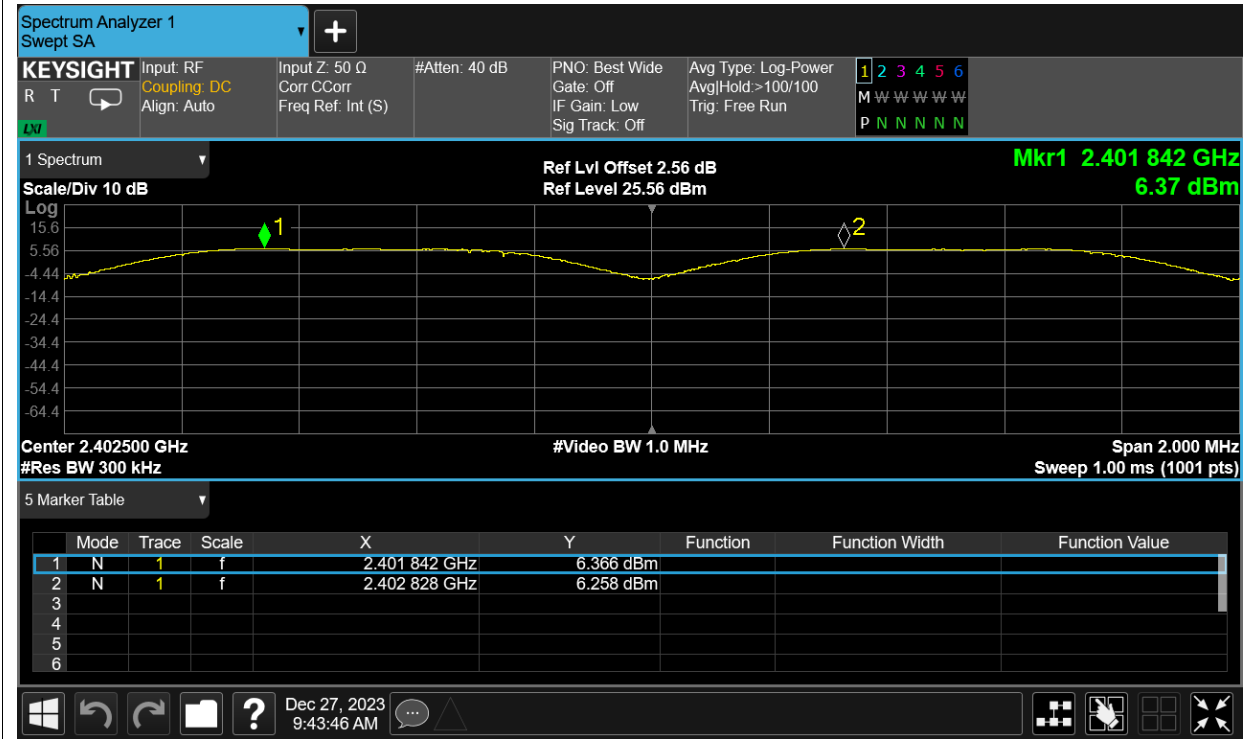 Spectrum Analyzer 1
Swept SA
KEYSIGHT
R T
LXI
Input: RF
Coupling: DC
Align: Auto
Input Z: 50 Ω
Corr CCorr
Freq Ref: Int (S)
#Atten: 40 dB
PNO: Best Wide
Gate: Off
IF Gain: Low
Sig Track: Off
Avg Type: Log-Power
Avg|Hold:>100/100
Trig: Free Run
1 2 3 4 5 6
M W W W W W
P N N N N N
1 Spectrum
Scale/Div 10 dB
Ref Lvl Offset 2.56 dB
Ref Level 25.56 dBm
Mkr1 2.401 842 GHz
6.37 dBm
Log
15.6
5.56
-4.44
-14.4
-24.4
-34.4
-44.4
-54.4
-64.4
1
2
Center 2.402500 GHz
#Res BW 300 kHz
#Video BW 1.0 MHz
Span 2.000 MHz
Sweep 1.00 ms (1001 pts)
5 Marker Table
Mode Trace Scale X Y Function Function Width Function Value
1 N 1 f 2.401 842 GHz 6.366 dBm
2 N 1 f 2.402 828 GHz 6.258 dBm
3
4
5
6
?
Dec 27, 2023
9:43:46 AM